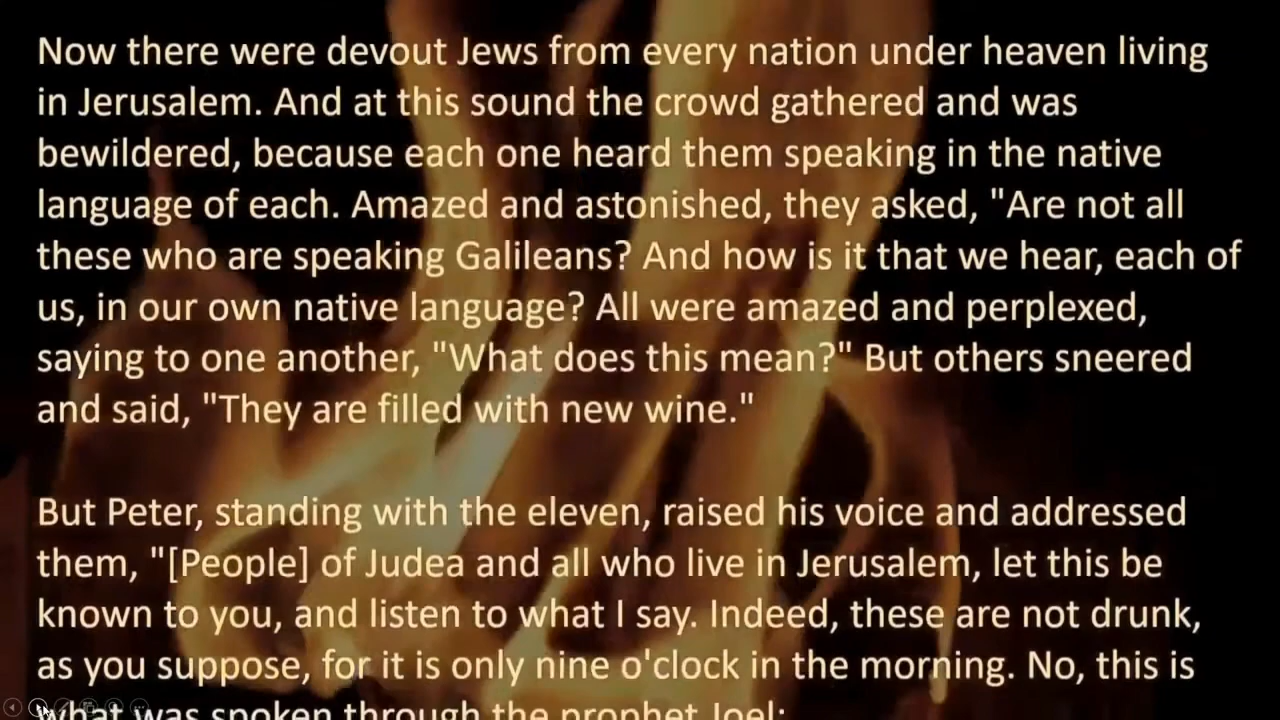 Now there were devout Jews from every nation under heaven living
in Jerusalem. And at this sound the crowd gathered and was
bewildered, because each one heard them speaking in the native
language of each. Amazed and astonished, they asked, "Are not all
these who are speaking Galileans? And how is it that we hear, each of
us, in our own native language? All were amazed and perplexed,
saying to one another, "What does this mean?" But others sneered
and said, "They are filled with new wine."
But Peter, standing with the eleven, raised his voice and addressed
them, "[People] of Judea and all who live in Jerusalem, let this be
known to you, and listen to what I say. Indeed, these are not drunk,
as you suppose, for it is only nine o'clock in the morning. No, this is
what was spoken through the prophet Joel: